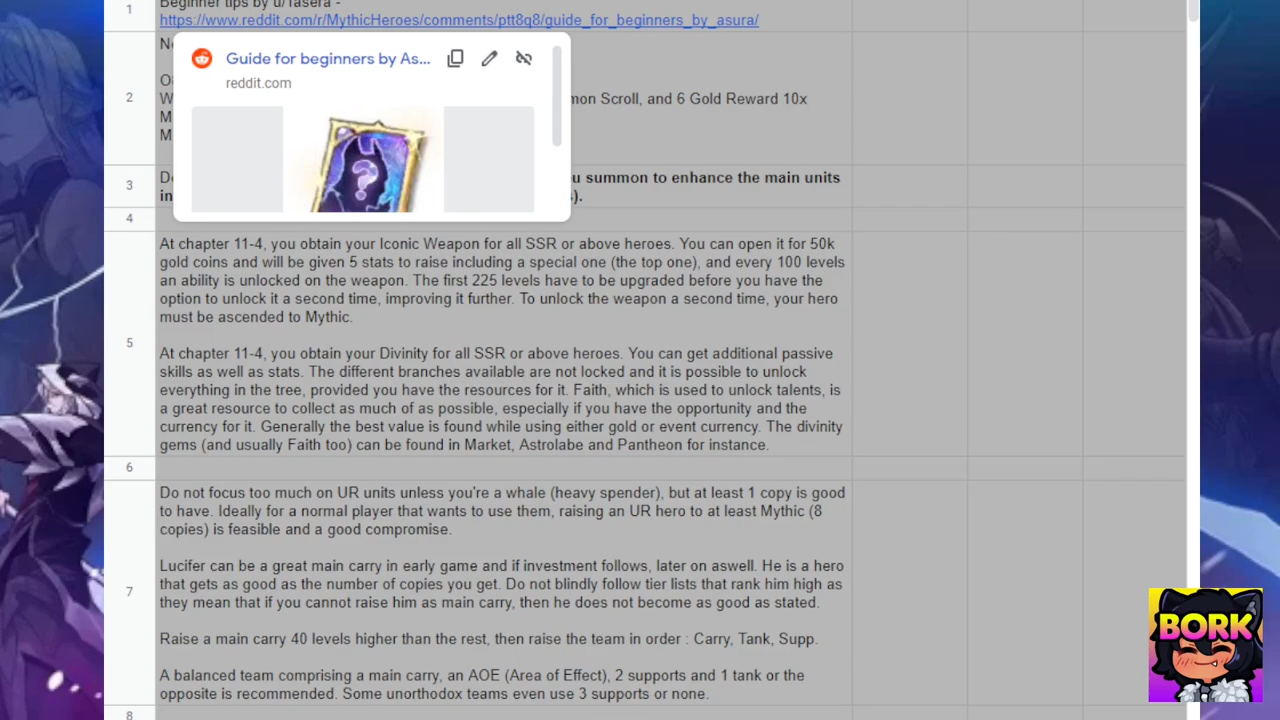 1
Beginner tips by u/Tasera -
https://www.reddit.com/r/MythicHeroes/comments/ptt8q8/guide_for_beginners_by_asura/
Guide for beginners by As...
reddit.com
2
mon Scroll, and 6 Gold Reward 10x
3
u summon to enhance the main units
in
s).
4
5
At chapter 11-4, you obtain your Iconic Weapon for all SSR or above heroes. You can open it for 50k
gold coins and will be given 5 stats to raise including a special one (the top one), and every 100 levels
an ability is unlocked on the weapon. The first 225 levels have to be upgraded before you have the
option to unlock it a second time, improving it further. To unlock the weapon a second time, your hero
must be ascended to Mythic.
At chapter 11-4, you obtain your Divinity for all SSR or above heroes. You can get additional passive
skills as well as stats. The different branches available are not locked and it is possible to unlock
everything in the tree, provided you have the resources for it. Faith, which is used to unlock talents, is
a great resource to collect as much of as possible, especially if you have the opportunity and the
currency for it. Generally the best value is found while using either gold or event currency. The divinity
gems (and usually Faith too) can be found in Market, Astrolabe and Pantheon for instance.
6
7
Do not focus too much on UR units unless you're a whale (heavy spender), but at least 1 copy is good
to have. Ideally for a normal player that wants to use them, raising an UR hero to at least Mythic (8
copies) is feasible and a good compromise.
Lucifer can be a great main carry in early game and if investment follows, later on aswell. He is a hero
that gets as good as the number of copies you get. Do not blindly follow tier lists that rank him high as
they mean that if you cannot raise him as main carry, then he does not become as good as stated.
Raise a main carry 40 levels higher than the rest, then raise the team in order : Carry, Tank, Supp.
A balanced team comprising a main carry, an AOE (Area of Effect), 2 supports and 1 tank or the
opposite is recommended. Some unorthodox teams even use 3 supports or none.
8
BORK